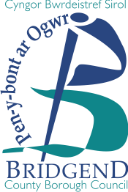 Cyngor Bwrdeistref Sirol
Pen-y-bont ar Ogwr
BRIDGEND
County Borough Council